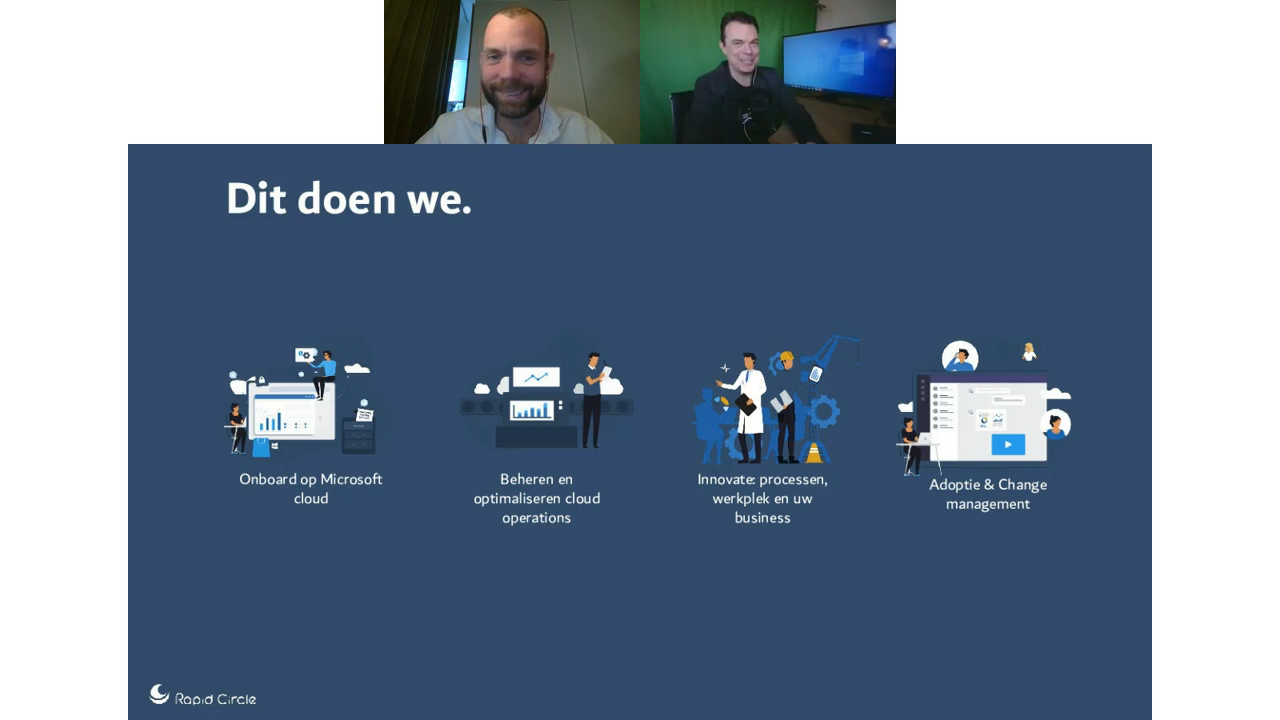 Dit doen we.
Onboard op Microsoft
cloud
Beheren en
optimaliseren cloud
operations
Innovate: processen,
werkplek en uw
business
Adoptie & Change
management
Rapid Circle